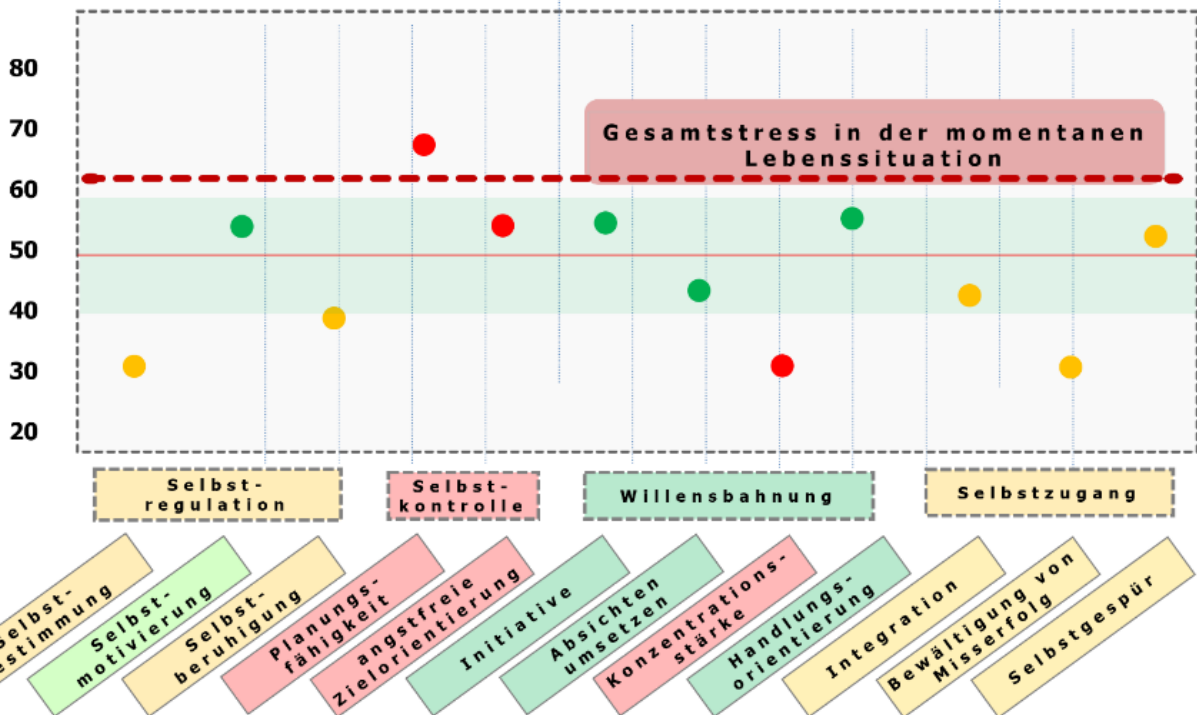 80
70
60
50
40
30
20
Gesamtstress in der momentanen
Lebenssituation
Selbst-
regulation
Selbst-
kontrolle
Willensbahnung
Selbstzugang
Selbst-
estimmung
Selbst-
motivierung
Selbst-
beruhigung
Planungs-
fähigkeit
angstfreie
Zielorientierung
Initiative
Absichten
umsetzen
Konzentrations-
stärke
Handlungs-
orientierung
Integration
Bewältigung von
Misserfolg
Selbstgespür